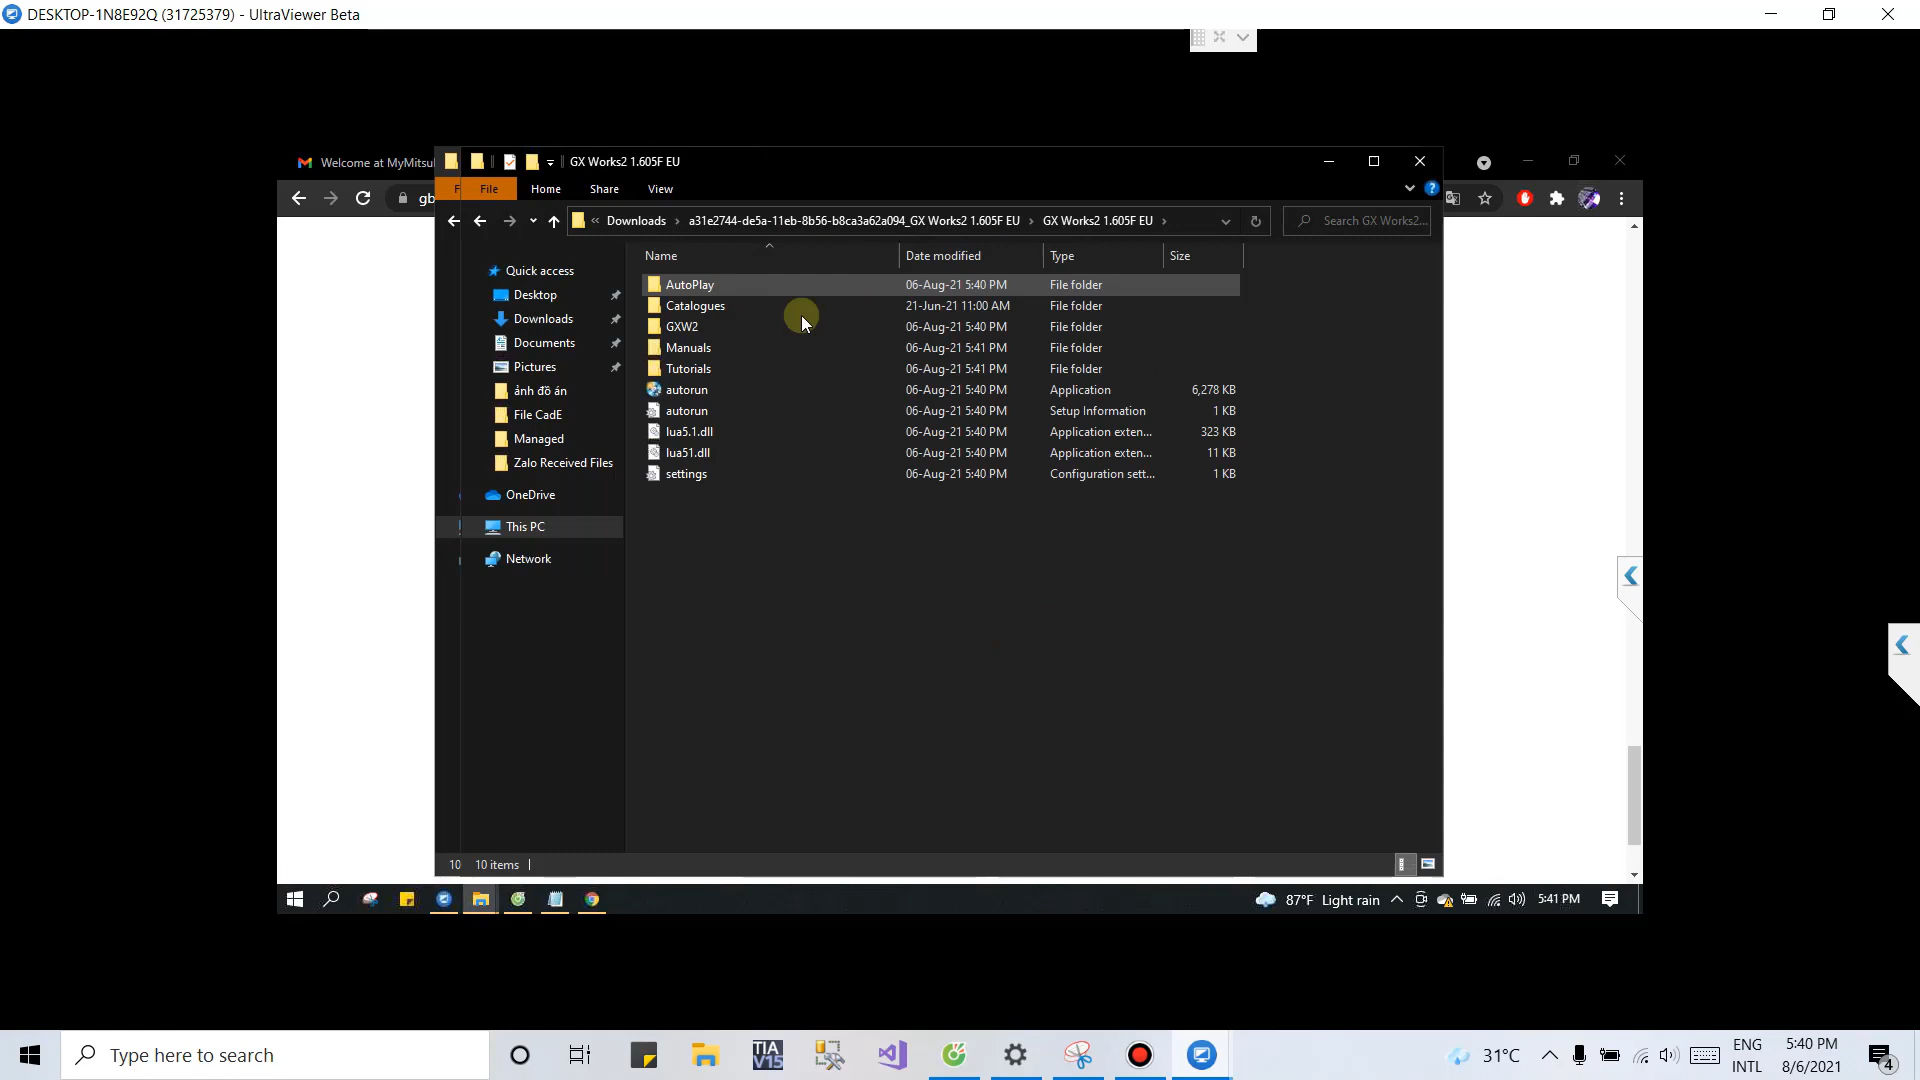 DESKTOP-1N8E92Q (31725379) - UltraViewer Beta
Welcome at MyMitsu
GX Works2 1.605F EU
F
File
Home
Share
View
gb
« Downloads › a31e2744-de5a-11eb-8b56-b8ca3a62a094_GX Works2 1.605F EU › GX Works2 1.605F EU ›
Search GX Works2...
Name
Date modified
Type
Size
Quick access
Desktop
Downloads
Documents
Pictures
ảnh đồ án
File CadE
Managed
Zalo Received Files
OneDrive
This PC
Network
AutoPlay 06-Aug-21 5:40 PM File folder
Catalogues 21-Jun-21 11:00 AM File folder
GXW2 06-Aug-21 5:40 PM File folder
Manuals 06-Aug-21 5:41 PM File folder
Tutorials 06-Aug-21 5:41 PM File folder
autorun 06-Aug-21 5:40 PM Application 6,278 KB
autorun 06-Aug-21 5:40 PM Setup Information 1 KB
lua5.1.dll 06-Aug-21 5:40 PM Application exten... 323 KB
lua51.dll 06-Aug-21 5:40 PM Application exten... 11 KB
settings 06-Aug-21 5:40 PM Configuration sett... 1 KB
10
10 items
87°F Light rain
5:41 PM
Type here to search
TIA V15
31°C
ENG
INTL
5:40 PM
8/6/2021
4